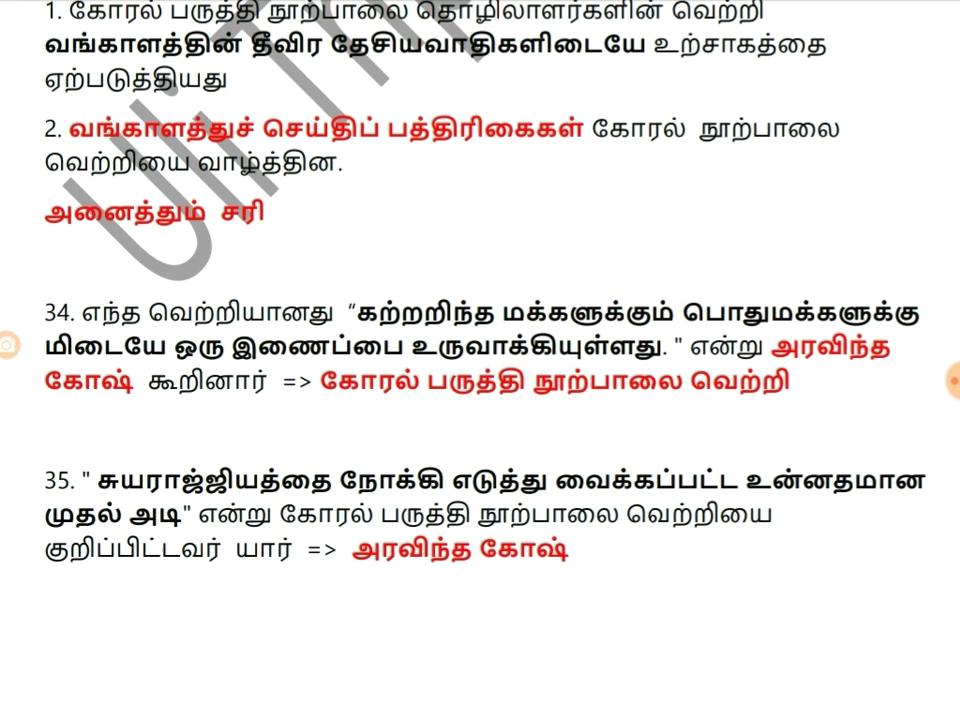 1. கோரல் பருத்தி நூற்பாலை தொழிலாளர்களின் வெற்றி
வங்காளத்தின் தீவிர தேசியவாதிகளிடையே உற்சாகத்தை
ஏற்படுத்தியது
2. வங்காளத்துச் செய்திப் பத்திரிகைகள் கோரல் நூற்பாலை
வெற்றியை வாழ்த்தின.
அனைத்தும் சரி
34. எந்த வெற்றியானது “கற்றறிந்த மக்களுக்கும் பொதுமக்களுக்கு
மிடையே ஒரு இணைப்பை உருவாக்கியுள்ளது. " என்று அரவிந்த
கோஷ் கூறினார் => கோரல் பருத்தி நூற்பாலை வெற்றி
35. " சுயராஜ்ஜியத்தை நோக்கி எடுத்து வைக்கப்பட்ட உன்னதமான
முதல் அடி" என்று கோரல் பருத்தி நூற்பாலை வெற்றியை
குறிப்பிட்டவர் யார் => அரவிந்த கோஷ்